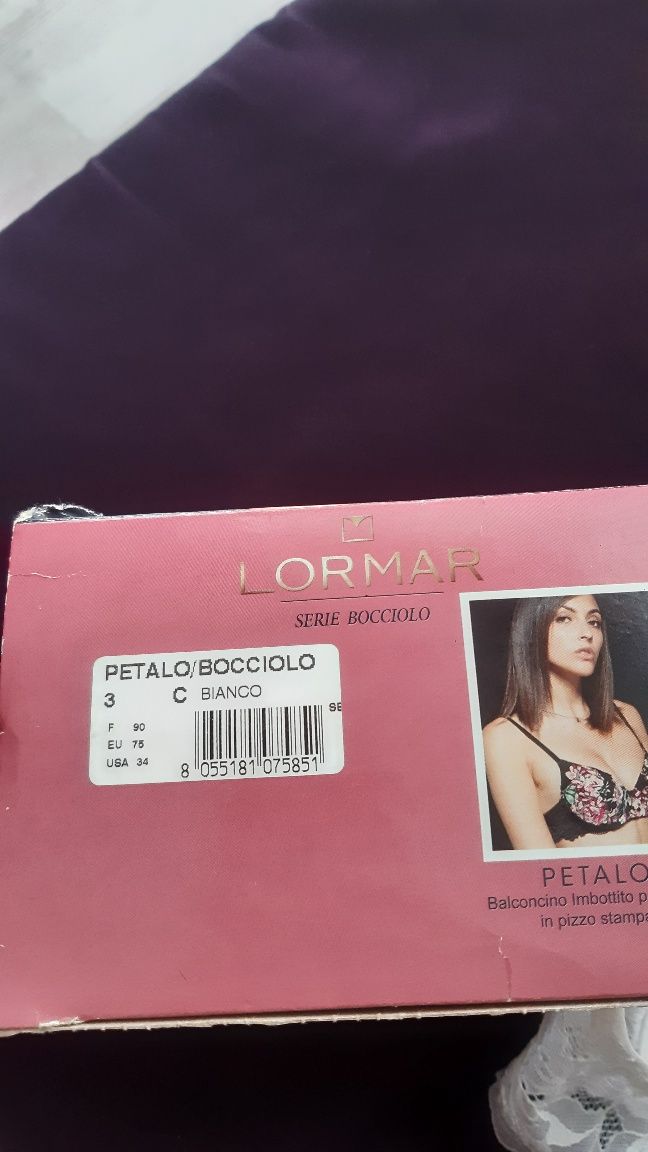 LORMAR
SERIE BOCCIOLO
PETALO/BOCCIOLO
3 C BIANCO
F 90
EU 75
USA 34
SE
8 055181 075851
PETALO
Balconcino Imbottito
in pizzo